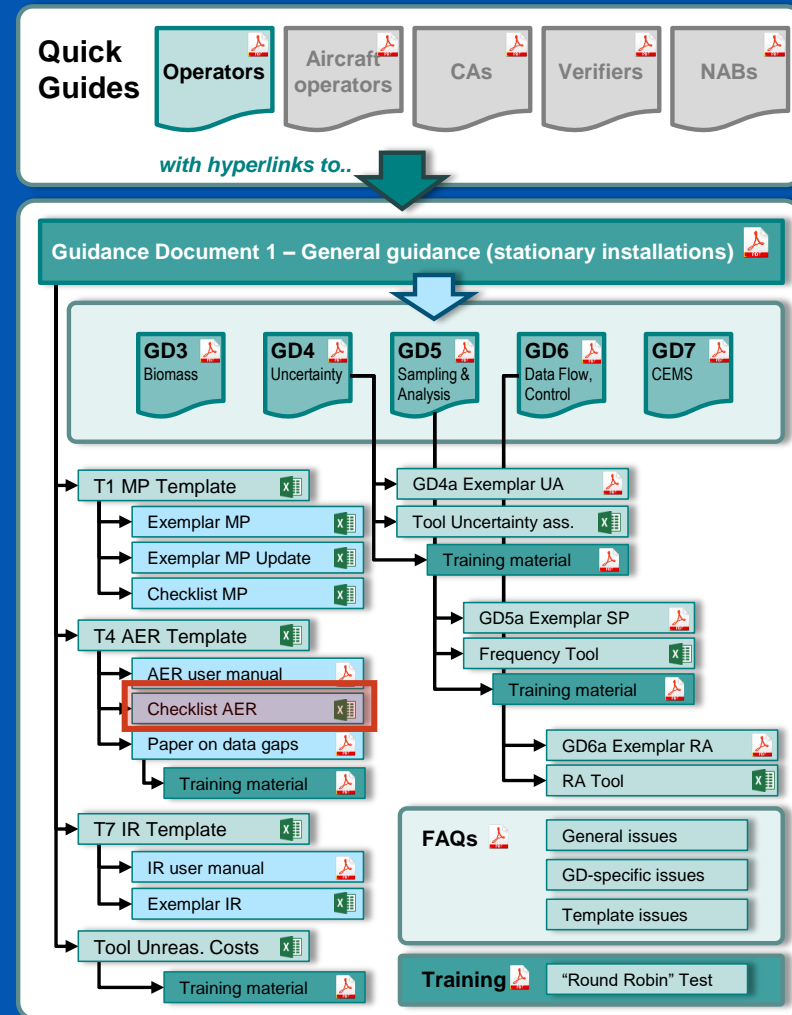 Quick
Guides
Operators
Aircraft
operators
CAs
Verifiers
NABs
with hyperlinks to..
Guidance Document 1 – General guidance (stationary installations)
GD3
Biomass
GD4
Uncertainty
GD5
Sampling &
Analysis
GD6
Data Flow,
Control
GD7
CEMS
T1 MP Template
Exemplar MP
Exemplar MP Update
Checklist MP
T4 AER Template
AER user manual
Checklist AER
Paper on data gaps
Training material
T7 IR Template
IR user manual
Exemplar IR
Tool Unreas. Costs
Training material
GD4a Exemplar UA
Tool Uncertainty ass.
Training material
GD5a Exemplar SP
Frequency Tool
Training material
GD6a Exemplar RA
RA Tool
FAQs
General issues
GD-specific issues
Template issues
Training
“Round Robin” Test